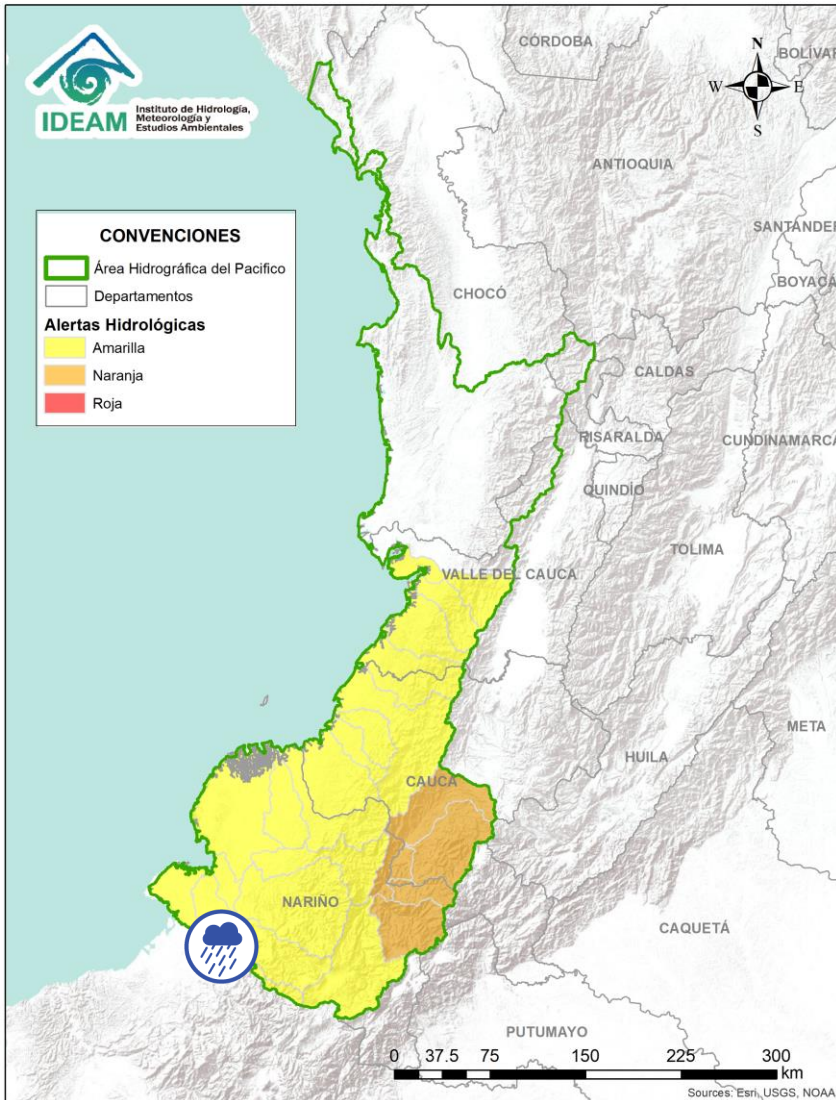 CÓRDOBA
BOLÍVAR
N
W
E
S
IDEAM
Instituto de Hidrología,
Meteorología y
Estudios Ambientales
ANTIOQUIA
SANTANDER
BOYACÁ
CONVENCIONES
Área Hidrográfica del Pacifico
Departamentos
Alertas Hidrológicas
Amarilla
Naranja
Roja
CHOCÓ
CALDAS
RISARALDA
CUNDINAMARCA
QUINDÍO
TOLIMA
VALLE DEL CAUCA
META
HUILA
CAUCA
NARIÑO
CAQUETÁ
PUTUMAYO
0 37.5 75 150 225 300
km
Sources: Esri, USGS, NOAA